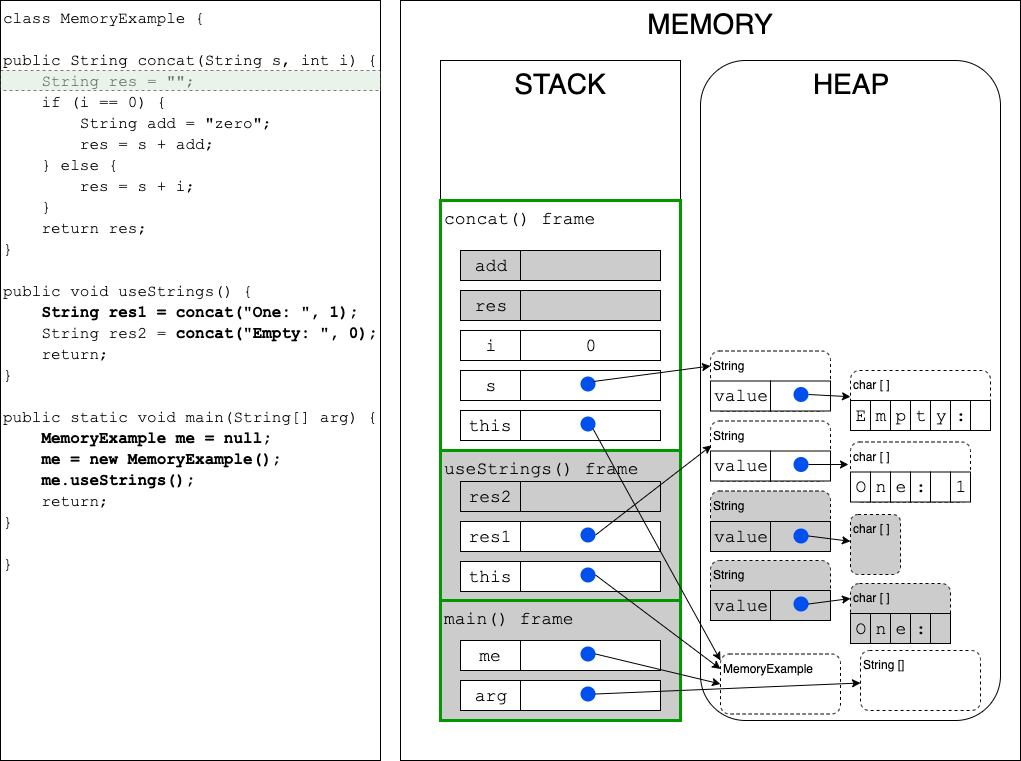 class MemoryExample {
public String concat(String s, int i) {
    String res = "";
    if (i == 0) {
        String add = "zero";
        res = s + add;
    } else {
        res = s + i;
    }
    return res;
}
public void useStrings() {
    String res1 = concat("One: ", 1);
    String res2 = concat("Empty: ", 0);
    return;
}
public static void main(String[] arg) {
    MemoryExample me = null;
    me = new MemoryExample();
    me.useStrings();
    return;
}
}
MEMORY
STACK
concat() frame
add
res
i 0
s
this
useStrings() frame
res2
res1
this
main() frame
me
arg
HEAP
String
value
char [ ]
E m p t y :
String
value
char [ ]
O n e : 1
String
value
char [ ]
String
value
char [ ]
O n e :
MemoryExample
String []